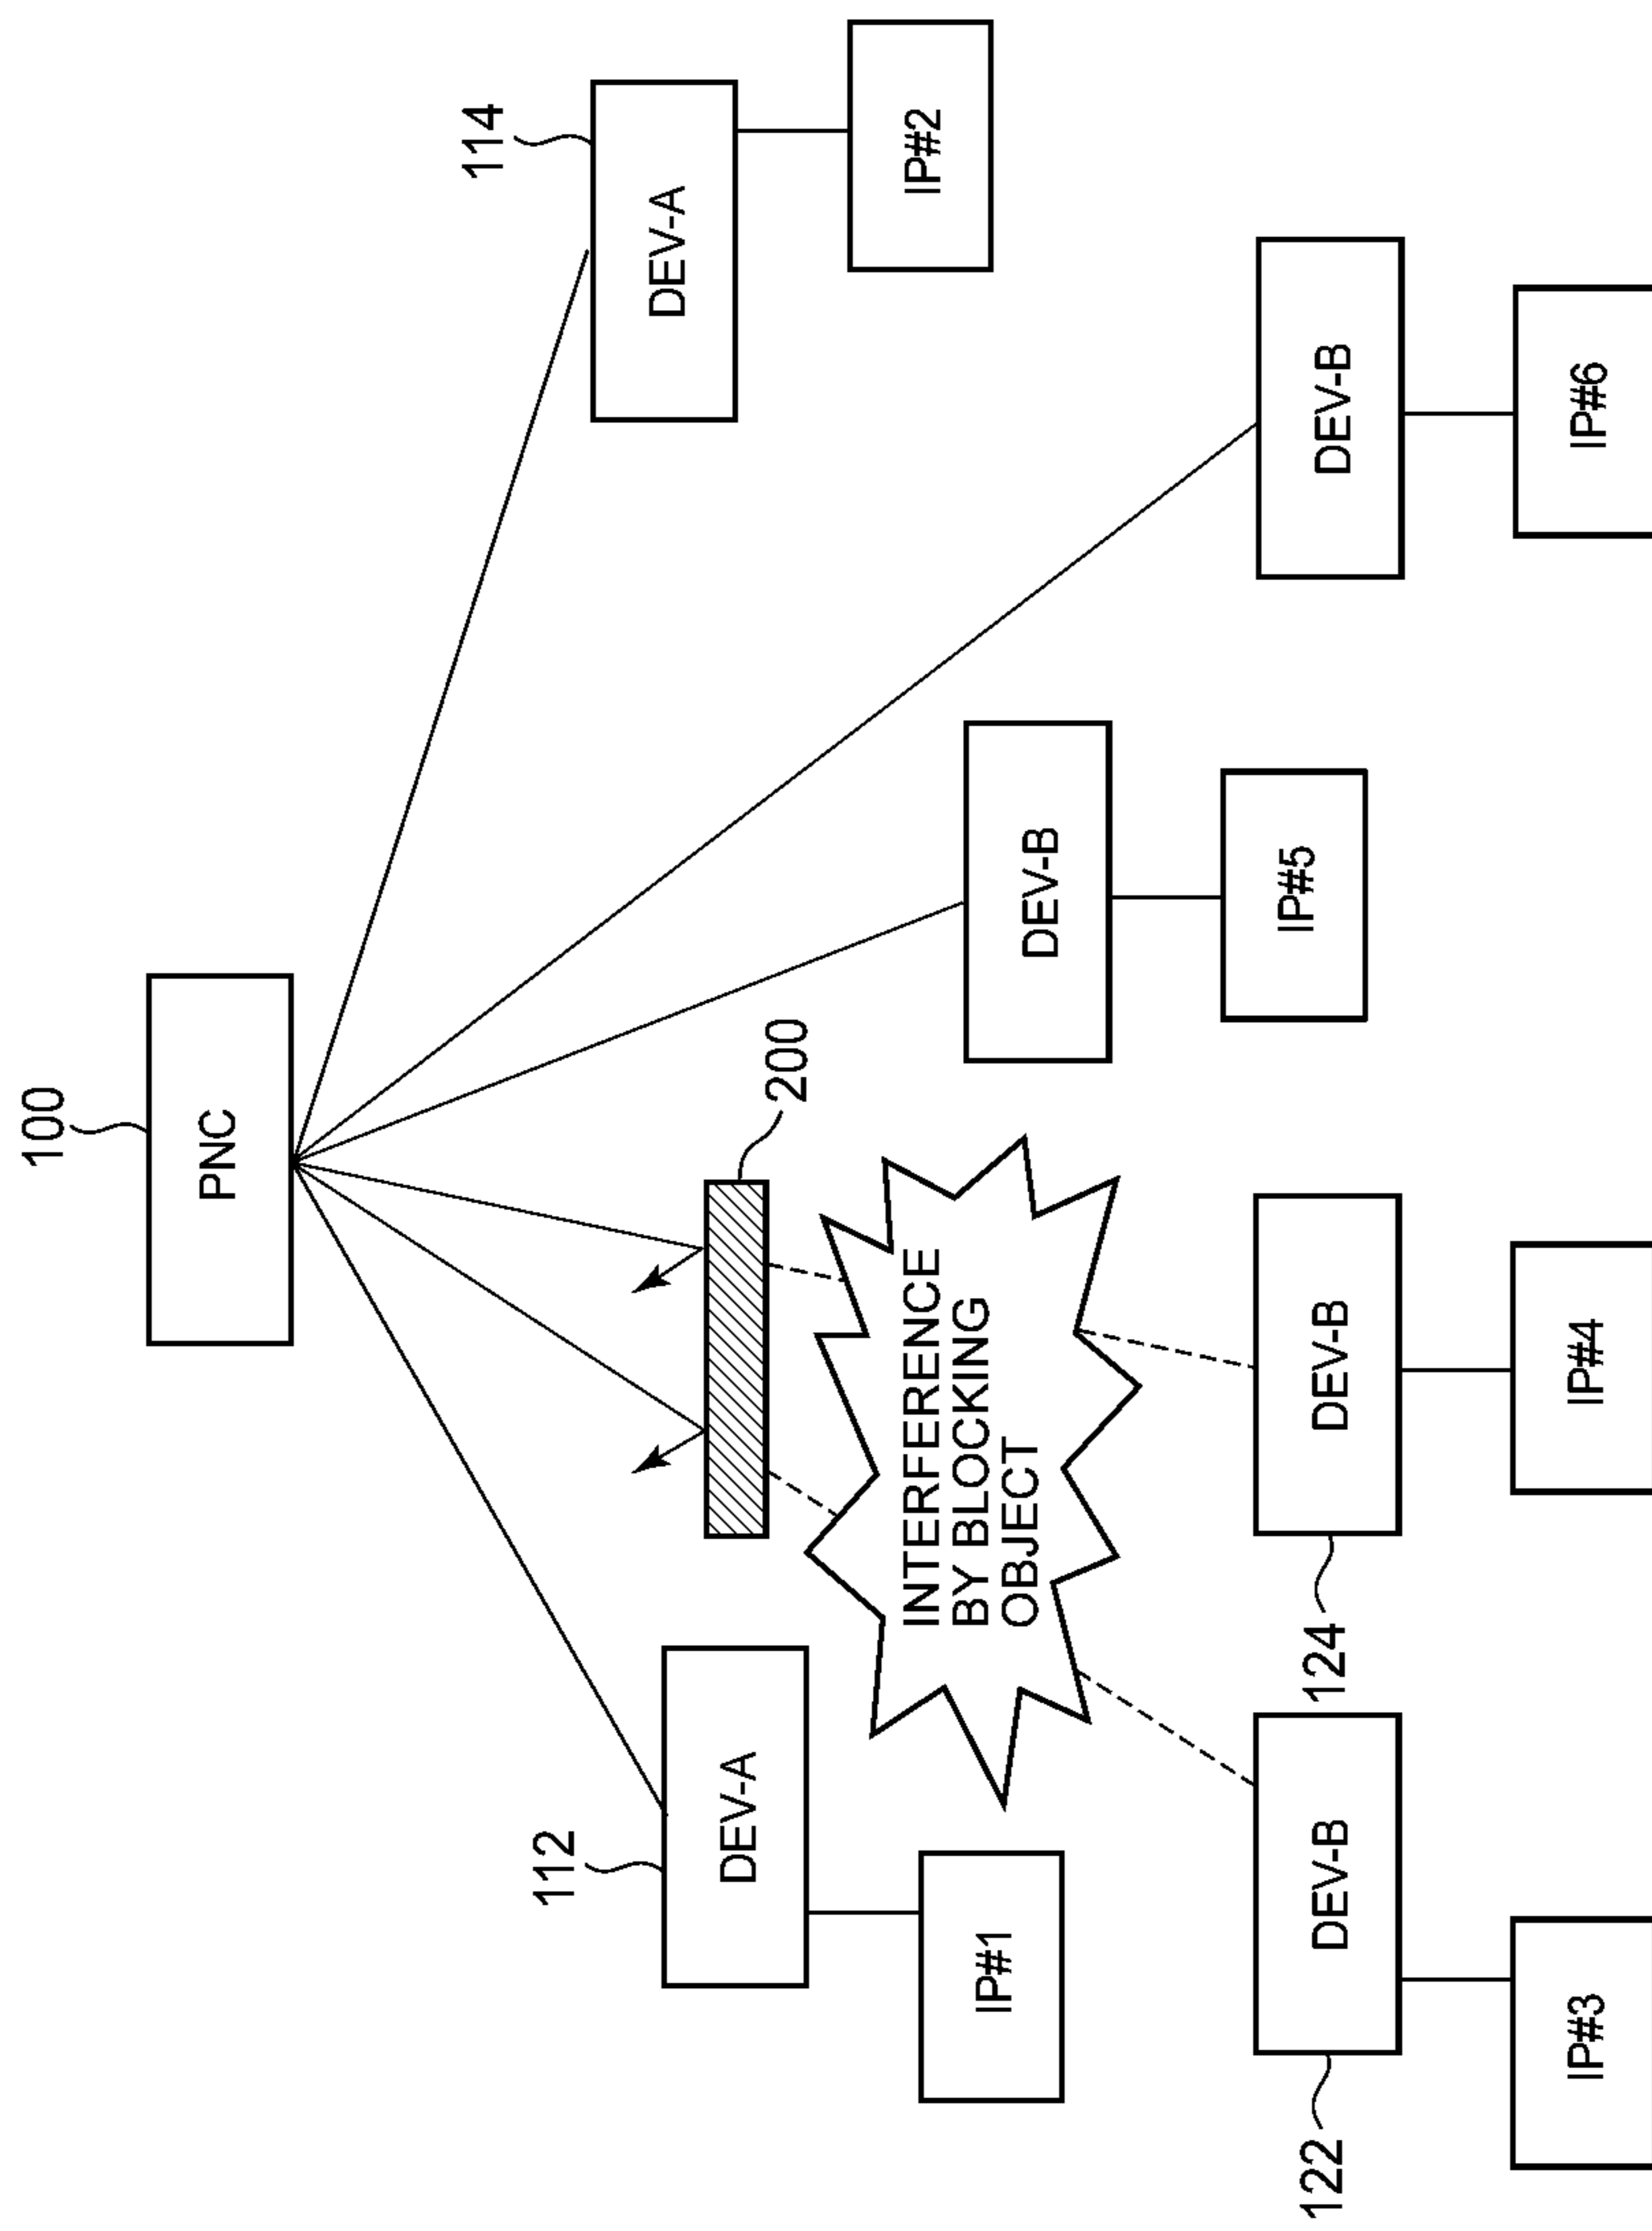 100
PNC
114
DEV-A
IP#2
112
DEV-A
IP#1
200
INTERFERENCE
BY BLOCKING
OBJECT
DEV-B
IP#5
DEV-B
IP#6
122
DEV-B
IP#3
124
DEV-B
IP#4